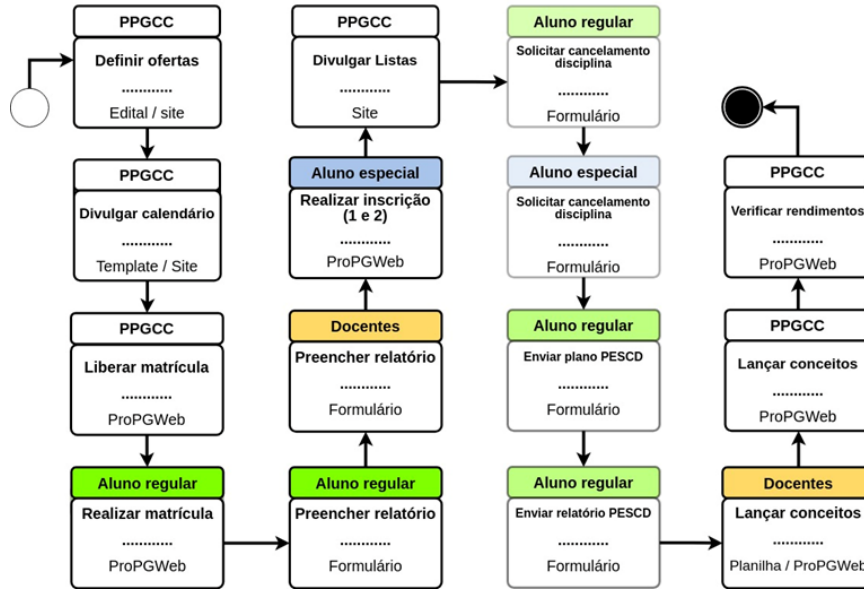 PPGCC
Definir ofertas
............
Edital / site
PPGCC
Divulgar calendário
............
Template / Site
PPGCC
Liberar matrícula
............
ProPGWeb
Aluno regular
Realizar matrícula
............
ProPGWeb
Aluno regular
Preencher relatório
............
Formulário
Docentes
Preencher relatório
............
Formulário
Aluno especial
Realizar inscrição
(1 e 2)
............
ProPGWeb
PPGCC
Divulgar Listas
............
Site
Aluno regular
Solicitar cancelamento
disciplina
............
Formulário
Aluno especial
Solicitar cancelamento
disciplina
............
Formulário
Aluno regular
Enviar plano PESCD
............
Formulário
Aluno regular
Enviar relatório PESCD
............
Formulário
Docentes
Lançar conceitos
............
Planilha / ProPGWeb
PPGCC
Lançar conceitos
............
ProPGWeb
PPGCC
Verificar rendimentos
............
ProPGWeb